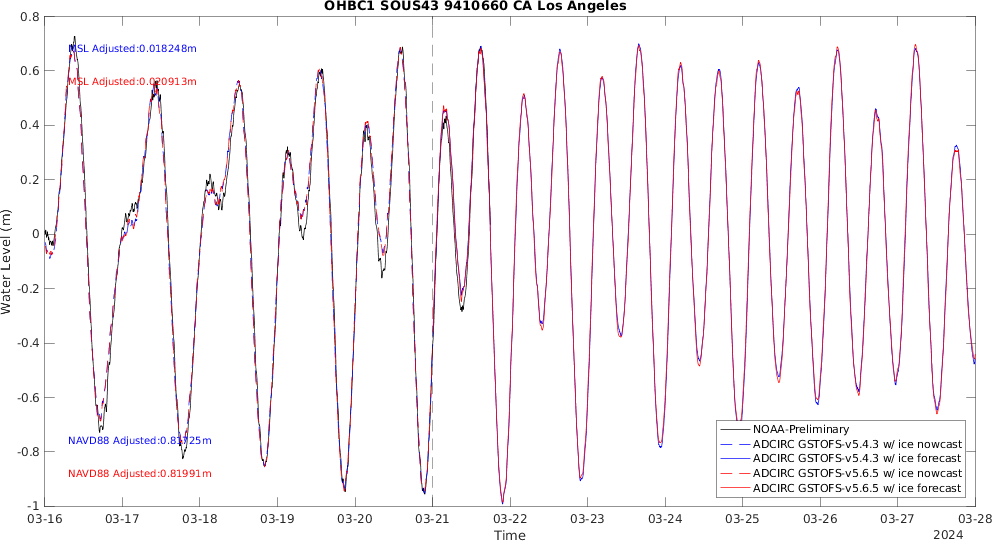 OHBC1 SOUS43 9410660 CA Los Angeles
MSL Adjusted:0.018248m
MSL Adjusted:0.020913m
NAVD88 Adjusted:0.81725m
NAVD88 Adjusted:0.81991m
Water Level (m)
0.8
0.6
0.4
0.2
0
-0.2
-0.4
-0.6
-0.8
-1
NOAA-Preliminary
ADCIRC GSTOFS-v5.4.3 w/ ice nowcast
ADCIRC GSTOFS-v5.4.3 w/ ice forecast
ADCIRC GSTOFS-v5.6.5 w/ ice nowcast
ADCIRC GSTOFS-v5.6.5 w/ ice forecast
03-16 03-17 03-18 03-19 03-20 03-21 03-22 03-23 03-24 03-25 03-26 03-27 03-28
Time
2024